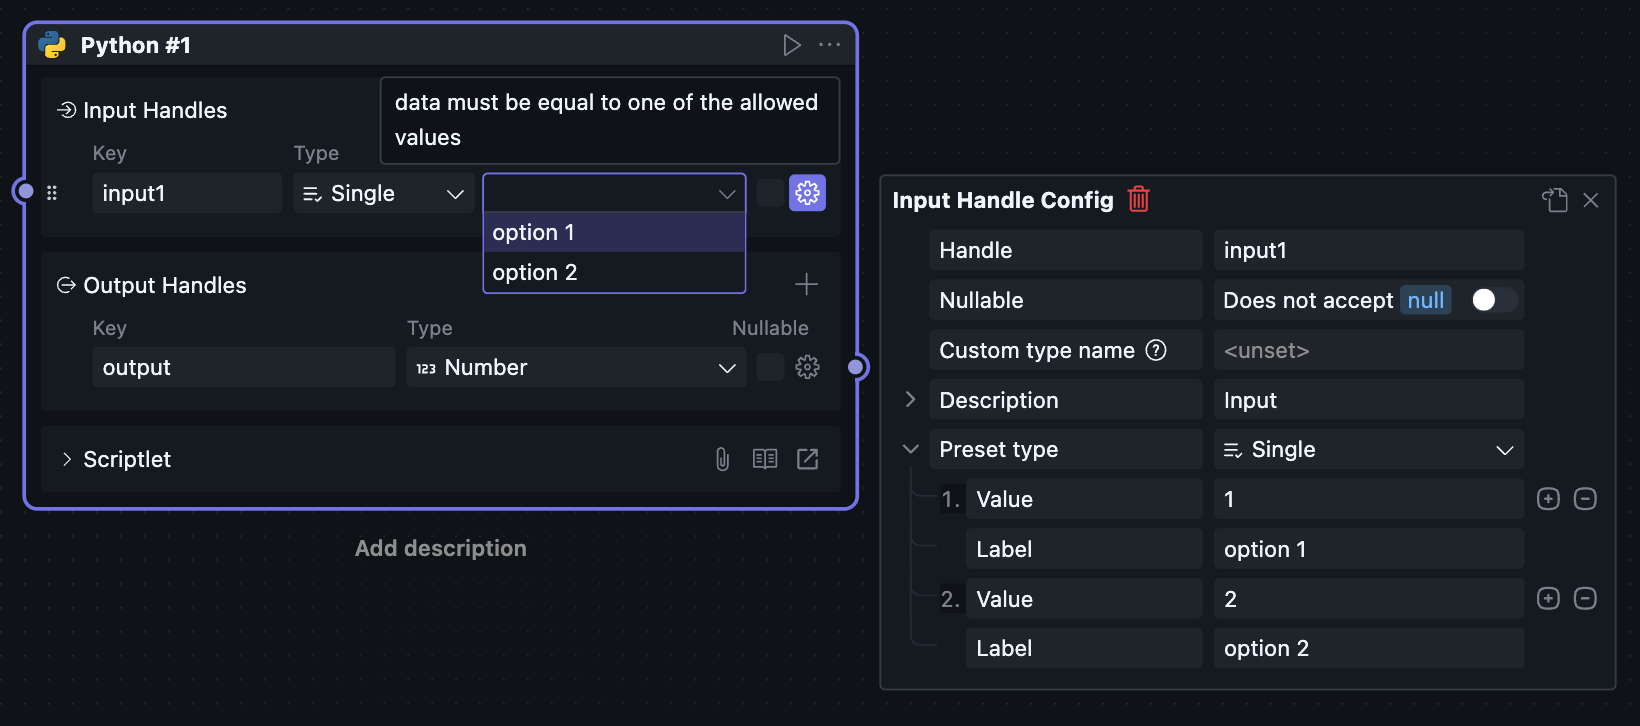 Python #1
Input Handles
data must be equal to one of the allowed
values
Key
Type
input1
Single
option 1
option 2
Output Handles
Key
Type
Nullable
output
123 Number
Scriptlet
Add description
Input Handle Config
Handle
input1
Nullable
Does not accept null
Custom type name ?
<unset>
Description
Input
Preset type
Single
1. Value
1
Label
option 1
2. Value
2
Label
option 2